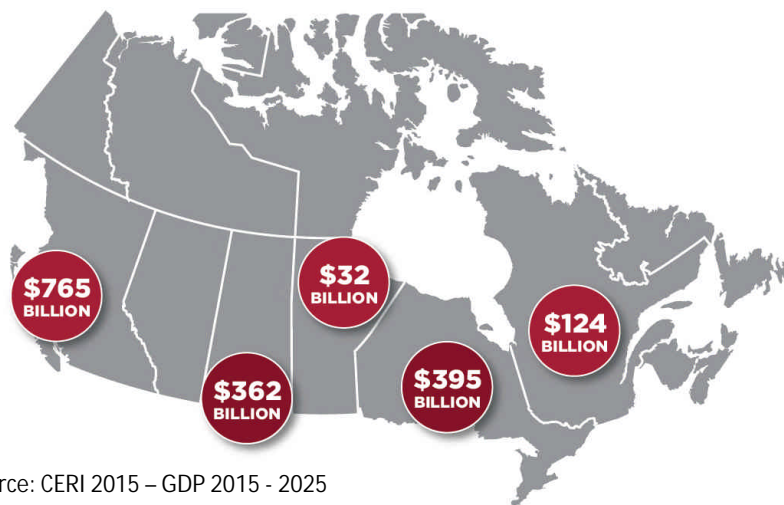 $765
BILLION
$32
BILLION
$124
BILLION
$362
BILLION
$395
BILLION
rce: CERI 2015 – GDP 2015 - 2025